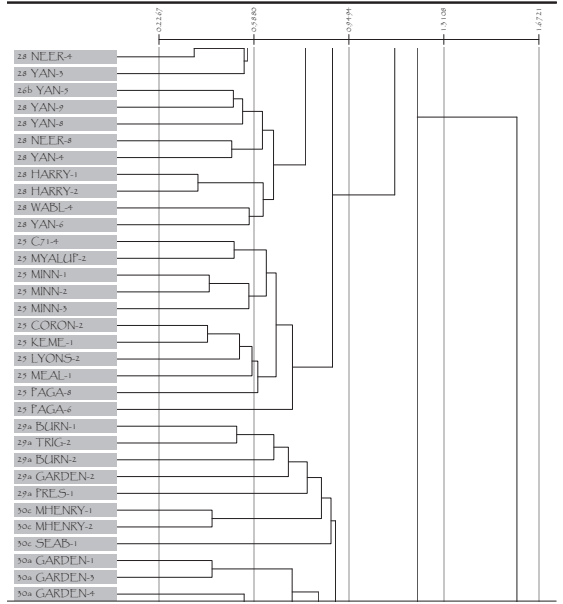 0.2267 0.5880 0.9494 1.3108 1.6721
28 NEER-4
28 YAN-3
26b YAN-5
28 YAN-9
28 YAN-8
28 NEER-8
28 YAN-4
28 HARRY-1
28 HARRY-2
28 WABL-4
28 YAN-6
25 C71-4
25 MYALUP-2
25 MINN-1
25 MINN-2
25 MINN-3
25 CORON-2
25 KEME-1
25 LYONS-2
25 MEAL-1
25 PAGA-8
25 PAGA-6
29a BURN-1
29a TRIG-2
29a BURN-2
29a GARDEN-2
29a PRES-1
30c MHENRY-1
30c MHENRY-2
30c SEAB-1
30a GARDEN-1
30a GARDEN-3
30a GARDEN-4